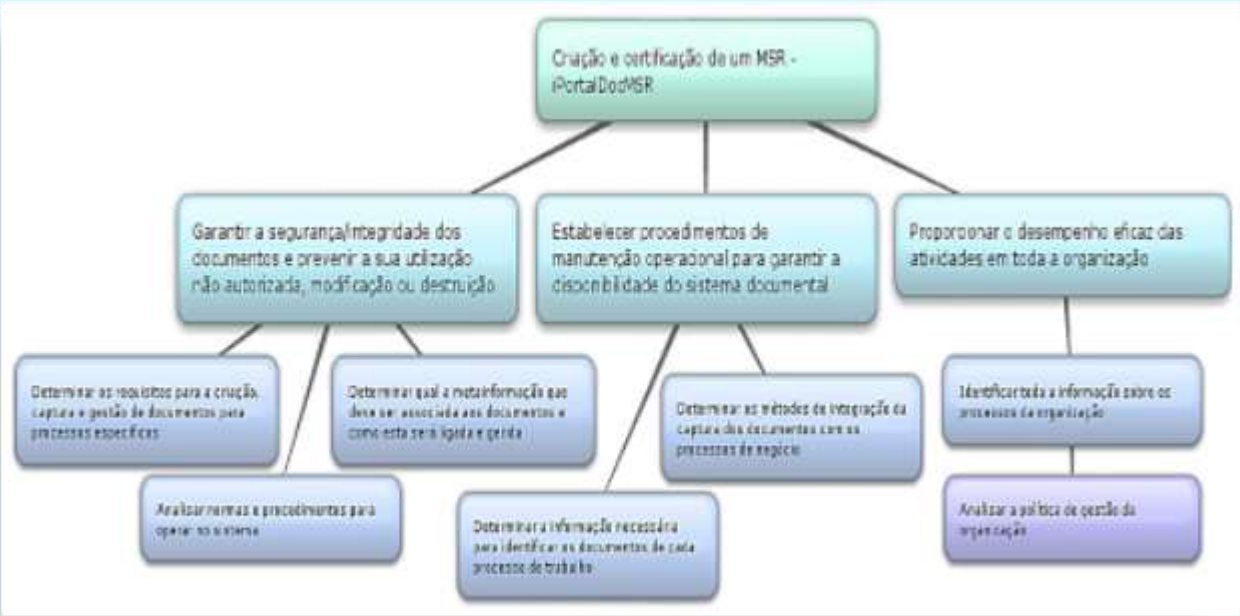 Criação e certificação de um MSR -
iPortalDocMSR
Garantir a segurança/integridade dos
documentos e prevenir a sua utilização
não autorizada, modificação ou destruição
Estabelecer procedimentos de
manutenção operacional para garantir a
disponibilidade do sistema documental
Proporcionar o desempenho eficaz das
atividades em toda a organização
Determinar os requisitos para a criação,
captura e gestão de documentos para
processos específicos
Determinar qual a metainformação que
deve ser associada aos documentos e
como esta será ligada e gerida
Determinar os métodos de integração da
captura dos documentos com os
processos de negócio
Identificar toda a informação sobre os
processos da organização
Analisar normas e procedimentos para
operar no sistema
Determinar a informação necessária
para identificar os documentos de cada
processo de trabalho
Analisar a política de gestão da
organização